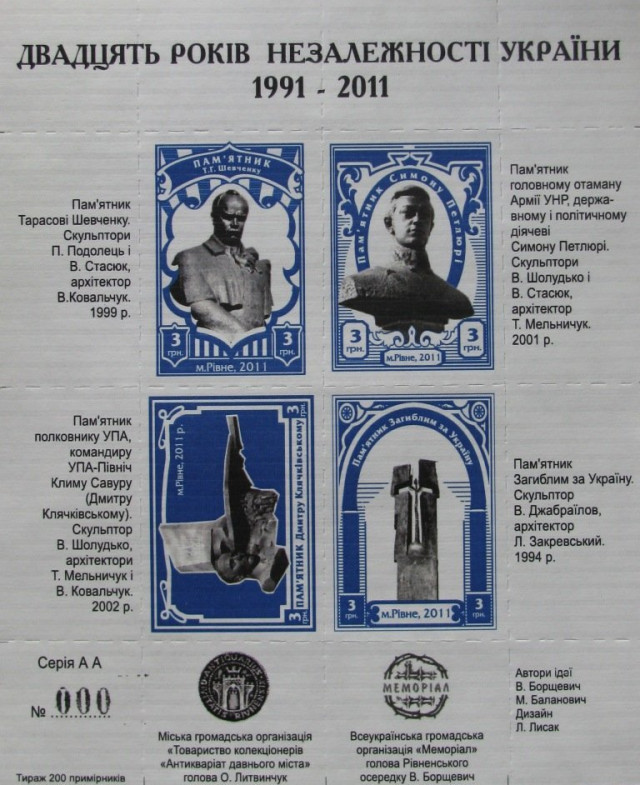 ДВАДЦЯТЬ РОКІВ НЕЗАЛЕЖНОСТІ УКРАЇНИ
1991 - 2011
Пам'ятник
Тарасові Шевченку.
Скульптори
П. Подолець і
В. Стасюк,
архітектор
В.Ковальчук.
1999 р.
ПАМ'ЯТНИК
Т.Г. Шевченку
3 грн.
3 грн.
м.Рівне, 2011
Пам'ятник Симону Петлюрі
3 грн.
3 грн.
м.Рівне, 2011
Пам'ятник
головному отаману
Армії УНР, держа-
вному і політичному
діячеві
Симону Петлюрі.
Скульптори
В. Шолудько і
В. Стасюк,
архітектор
Т. Мельничук.
2001 р.
Пам'ятник
полковнику УПА,
командиру
УПА-Північ
Климу Савуру
(Дмитру
Клячківському).
Скульптор
В. Шолудько,
архітектори
Т. Мельничук і
В. Ковальчук.
2002 р.
м.Рівне, 2011 р.
3 грн.
ПАМ'ЯТНИК Дмитру Клячківському
3 грн.
Пам'ятник Загиблим за Україну
3 грн.
3 грн.
м.Рівне, 2011
Пам'ятник
Загиблим за Україну.
Скульптор
В. Джабраїлов,
архітектор
Л. Закревський.
1994 р.
Серія А А
№ 000
Тираж 200 примірників
Міська громадська організація
«Товариство колекціонерів
«Антикваріат давнього міста»
голова О. Литвинчук
МЕМОРІАЛ
Всеукраїнська громадська
організація «Меморіал»
голова Рівненського
осередку В. Борщевич
Автори ідеї
В. Борщевич
М. Баланович
Дизайн
Л. Лисак